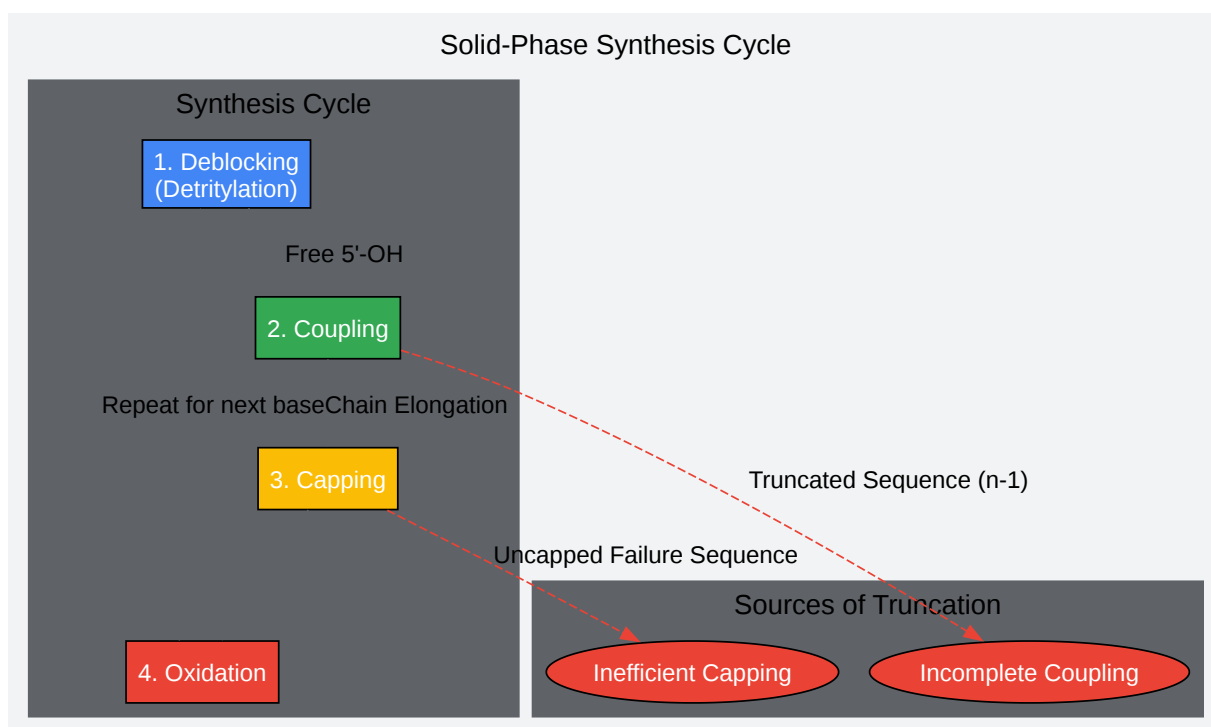 Solid-Phase Synthesis Cycle
Synthesis Cycle
1. Deblocking
(Detritylation)
Free 5'-OH
2. Coupling
Repeat for next baseChain Elongation
3. Capping
Truncated Sequence (n-1)
Uncapped Failure Sequence
Sources of Truncation
4. Oxidation
Inefficient Capping
Incomplete Coupling